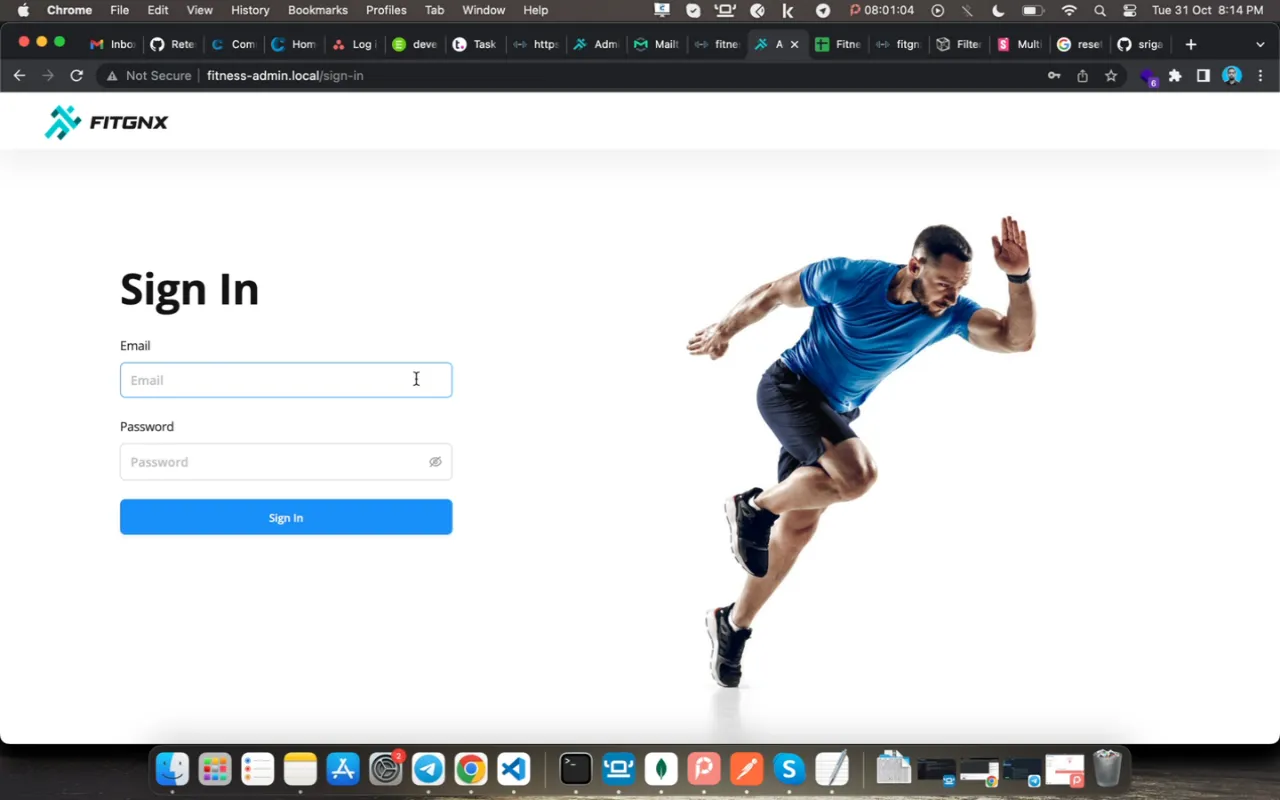 Chrome File Edit View History Bookmarks Profiles Tab Window Help 08:01:04 Tue 31 Oct 8:14 PM
Inbo Rete Com Hom Log i deve Task https Adm Mailt fitne A Fitne fitgn Filter Multi rese sriga
Not Secure fitness-admin.local/sign-in 6
FITGNX
Sign In
Email
Email
Password
Password
Sign In
2